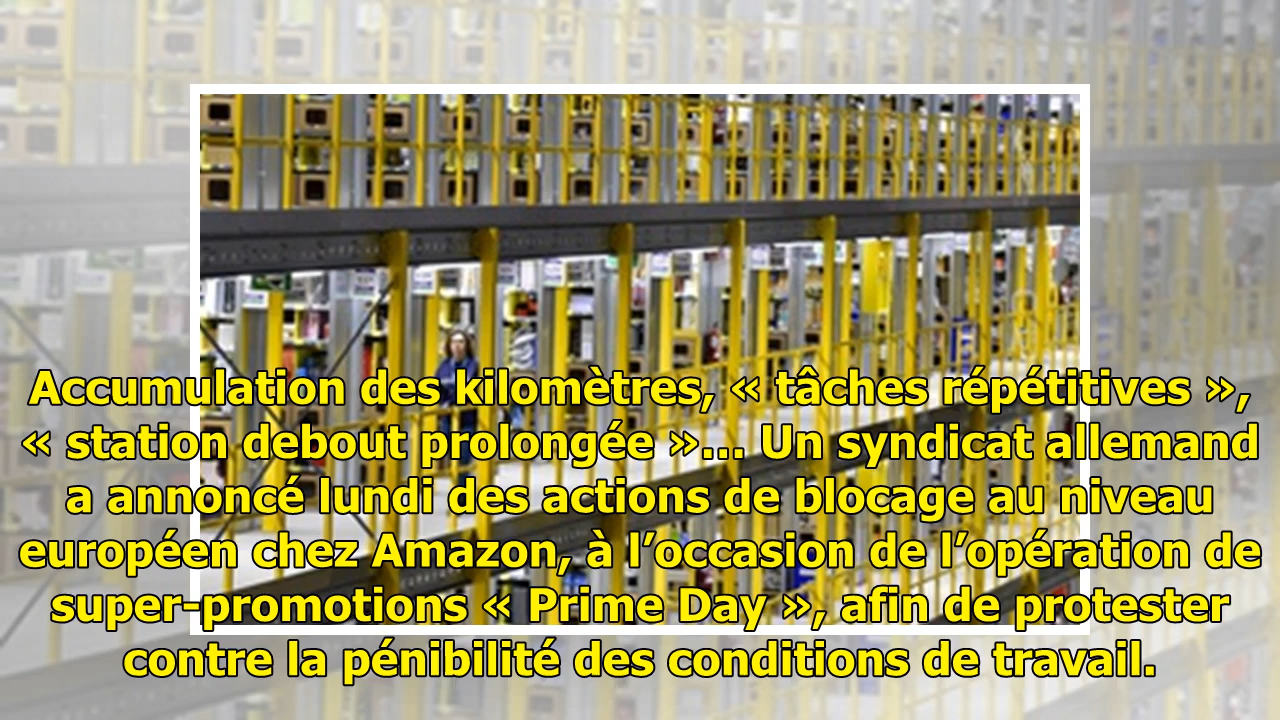 Accumulation des kilomètres, « tâches répétitives »,
« station debout prolongée »... Un syndicat allemand
a annoncé lundi des actions de blocage au niveau
européen chez Amazon, à l’occasion de l’opération de
super-promotions « Prime Day », afin de protester
contre la pénibilité des conditions de travail.